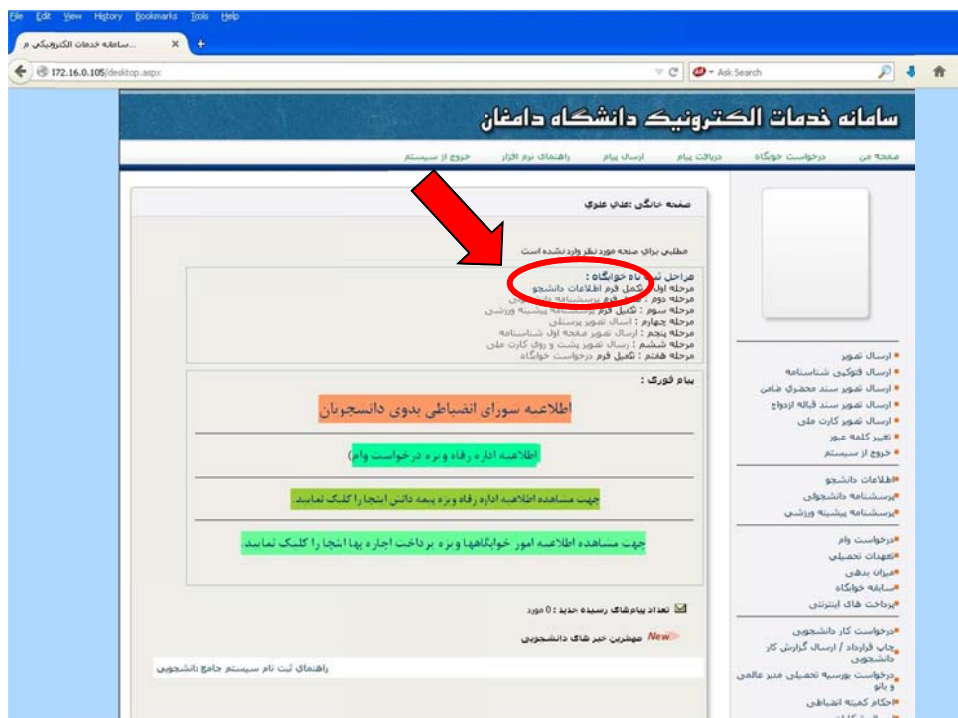 File Edit View History Bookmarks Tools Help
سامانه خدمات الکترونیکی م...
172.16.0.105/desktop.aspx
Ask Search
سامانه خدمات الکترونیک دانشگاه دامغان
صفحه من درخواست خوابگاه دریافت پیام ارسال پیام راهنمای نرم افزار خروج از سیستم
صفحه خانگی :علي علوي
مطلبی برای صفحه مورد نظر وارد نشده است
مراحل ثبت نام خوابگاه :
مرحله اول : تکمیل فرم اطلاعات دانشجو
مرحله دوم : تکمیل فرم پرسشنامه دانشجوئی
مرحله سوم : تکمیل فرم پرسشنامه پیشینه ورزشی
مرحله چهارم : ارسال تصویر پرسنلی
مرحله پنجم : ارسال تصویر صفحه اول شناسنامه
مرحله ششم : ارسال تصویر پشت و روی کارت ملی
مرحله هفتم : تکمیل فرم درخواست خوابگاه
پیام فوری :
اطلاعیه شورای انضباطی بدوی دانشجویان
اطلاعیه اداره رفاه ویژه درخواست وام)
جهت مشاهده اطلاعیه اداره رفاه ویژه بیمه دانش اینجا را کلیک نمایید.
جهت مشاهده اطلاعیه امور خوابگاهها ویژه پرداخت اجاره بها اینجا را کلیک نمایید.
تعداد پیامهای رسیده جدید : 0 مورد
New مهمترین خبر های دانشجویی
راهنمای ثبت نام سیستم جامع دانشجویی
ارسال تصویر
ارسال فتوکپی شناسنامه
ارسال تصویر سند محضری ضامن
ارسال تصویر سند قباله ازدواج
ارسال تصویر کارت ملی
تغییر کلمه عبور
خروج از سیستم
اطلاعات دانشجو
پرسشنامه دانشجوئی
پرسشنامه پیشینه ورزشی
درخواست وام
تعهدات تحصیلی
میزان بدهی
سابقه خوابگاه
پرداخت های اینترنتی
درخواست کار دانشجویی
چاپ قرارداد / ارسال گزارش کار
دانشجویی
درخواست بورسیه تحصیلی مدبر عالمی
و بانو
احکام کمیته انضباطی